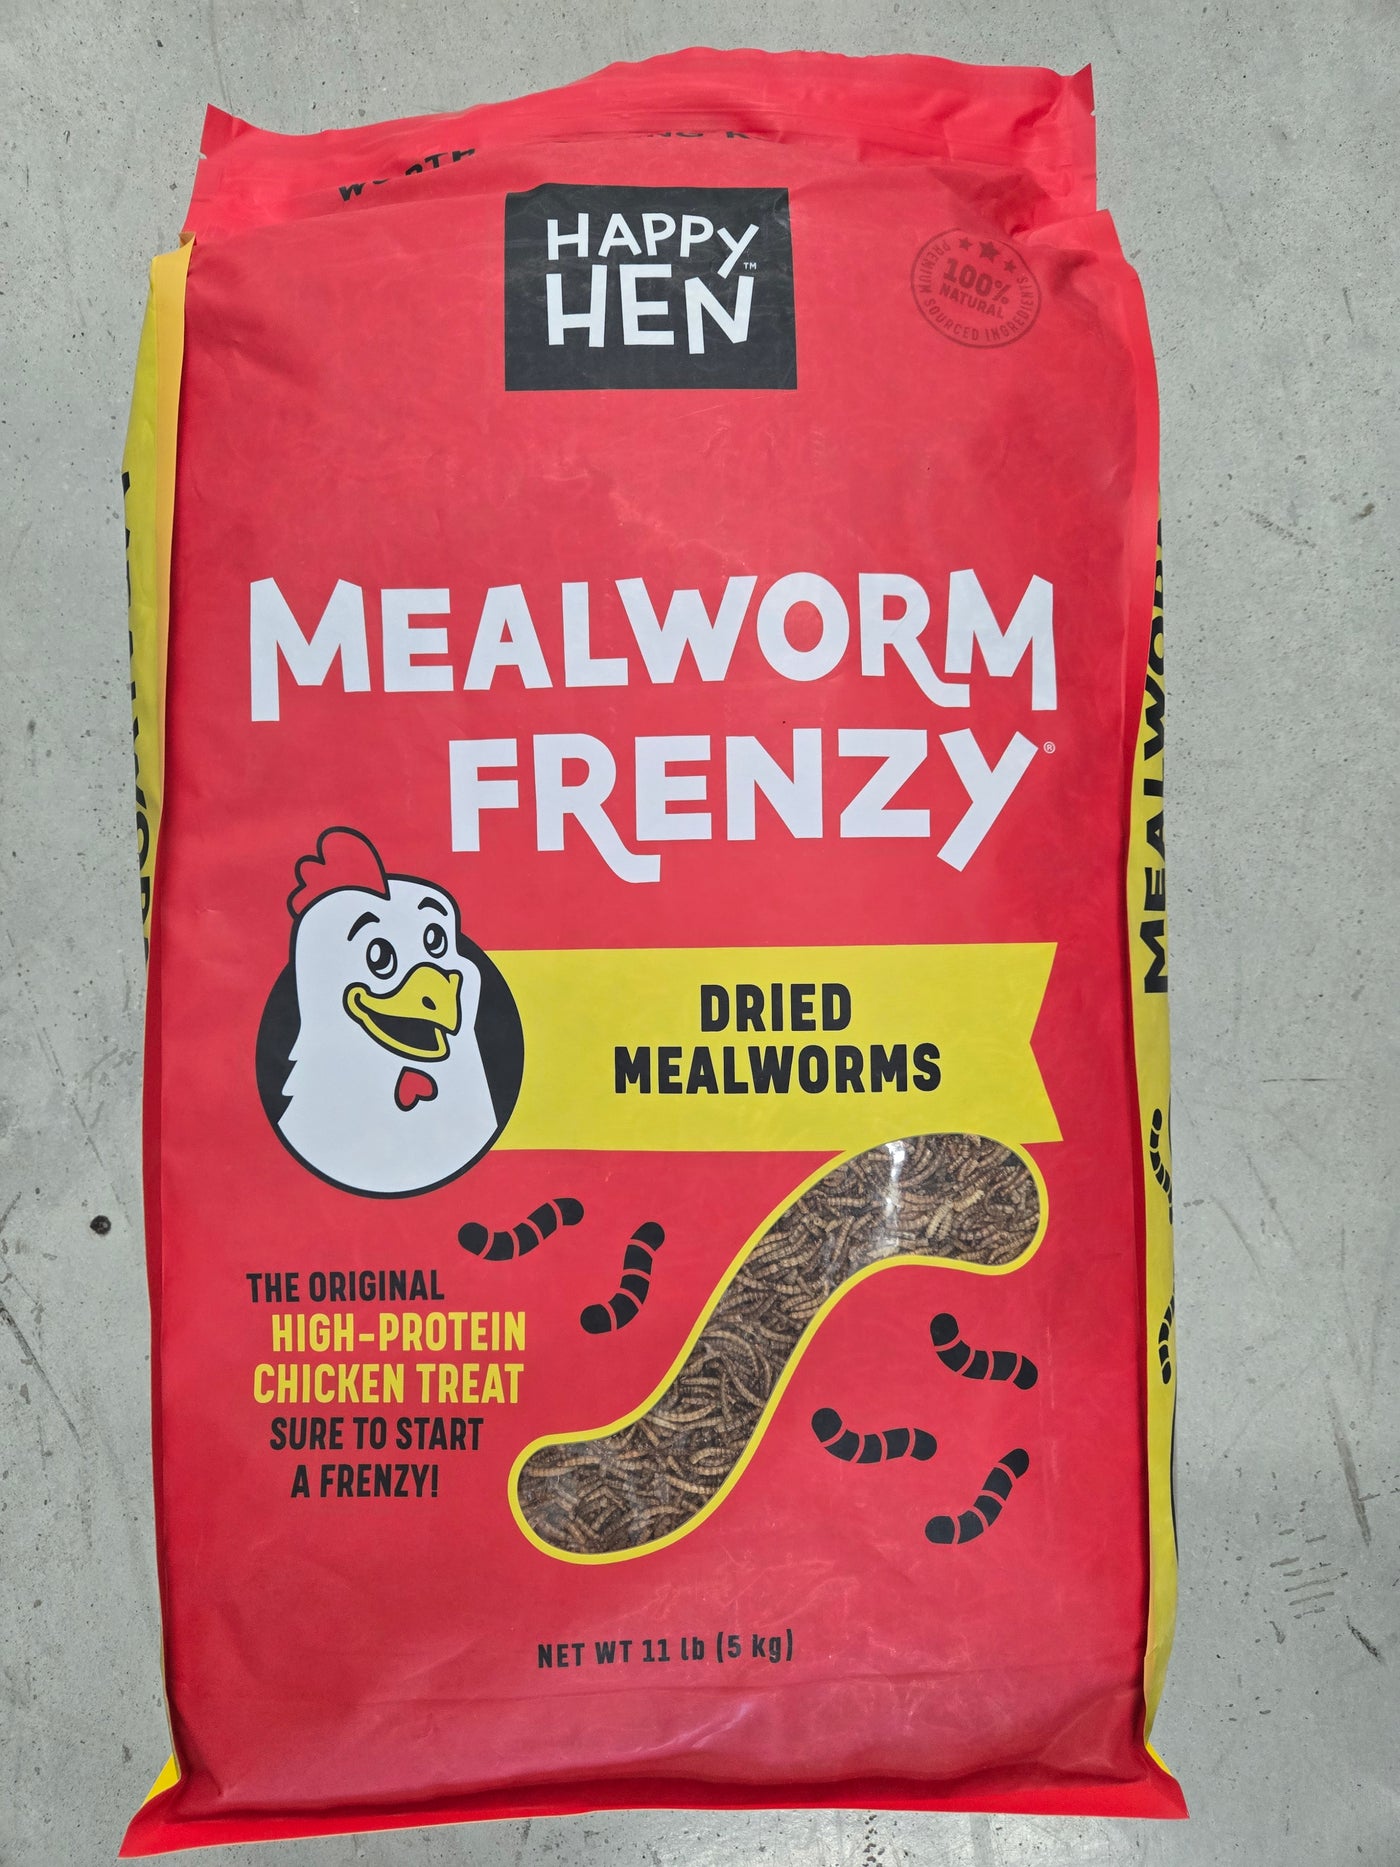 HAPPY
HEN™
100%
NATURAL
PREMIUM SOURCED INGREDIENTS
MEALWORM
FRENZY®
DRIED
MEALWORMS
THE ORIGINAL
HIGH-PROTEIN
CHICKEN TREAT
SURE TO START
A FRENZY!
NET WT 11 lb (5 kg)
MEALWORM